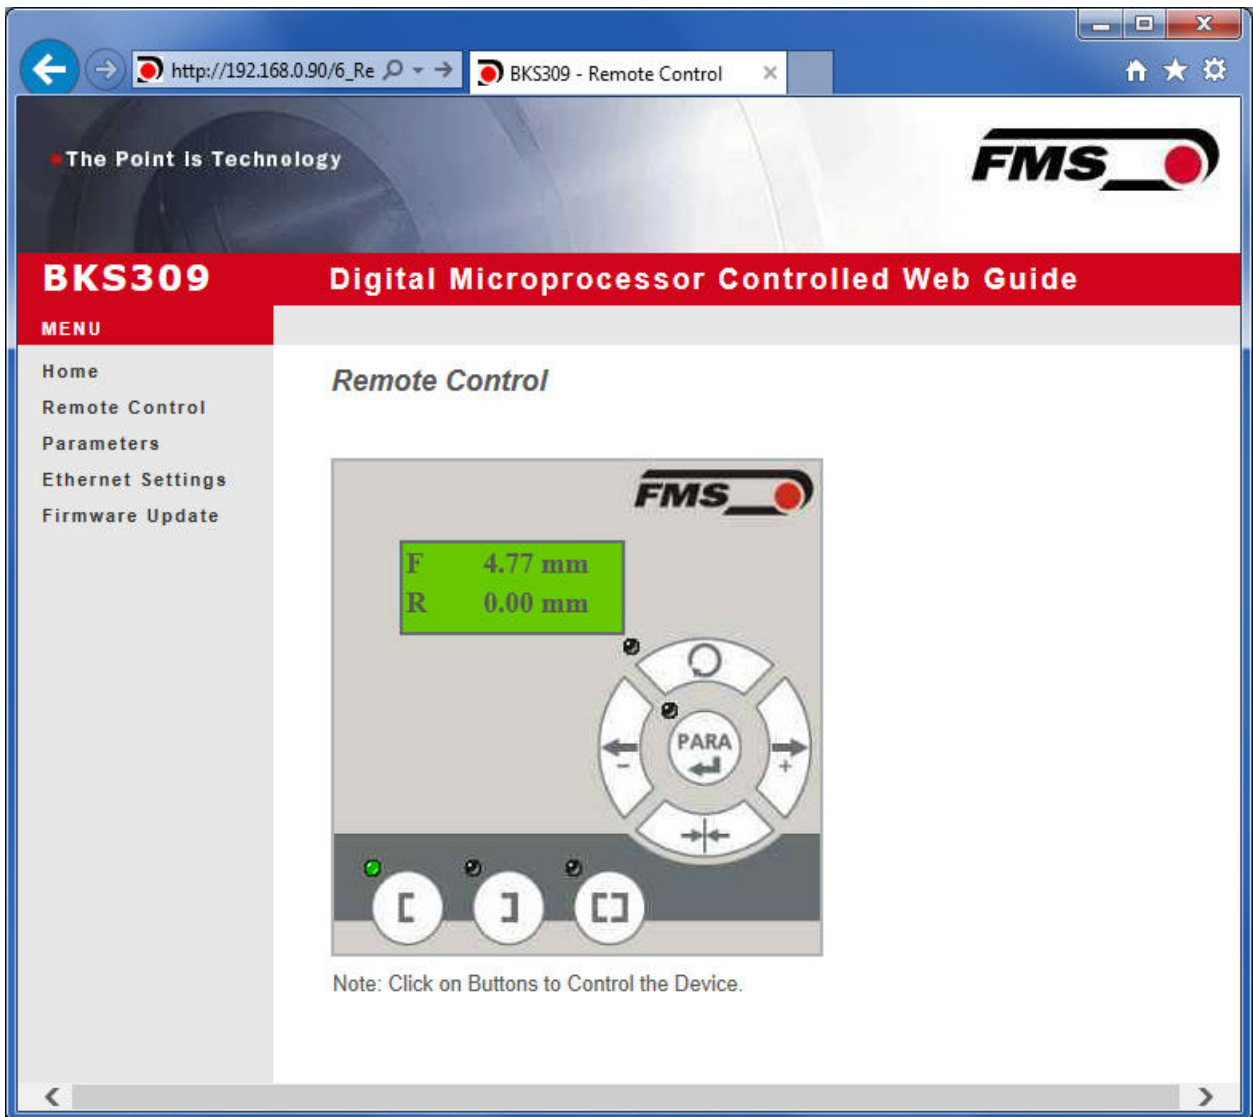 http://192.168.0.90/6_Re
BKS309 - Remote Control
The Point is Technology
FMS
BKS309
Digital Microprocessor Controlled Web Guide
MENU
Home
Remote Control
Parameters
Ethernet Settings
Firmware Update
Remote Control
FMS
F 4.77 mm
R 0.00 mm
PARA
-
+
[
]
[]
Note: Click on Buttons to Control the Device.